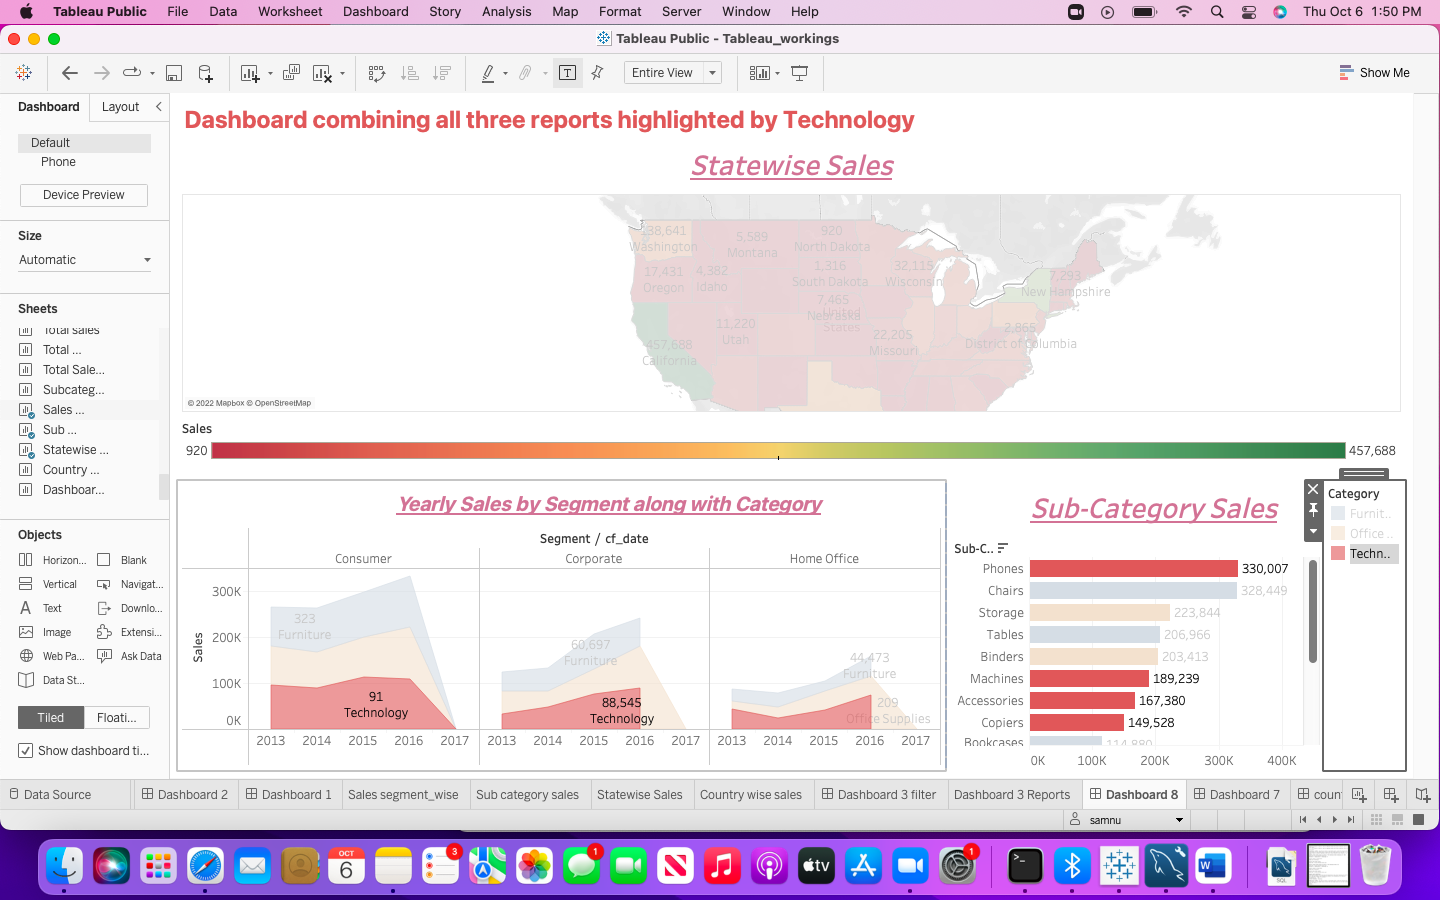 Tableau Public File Data Worksheet Dashboard Story Analysis Map Format Server Window Help Thu Oct 6 1:50 PM
Tableau Public - Tableau_workings
Entire View
Show Me
Dashboard Layout
Default
Phone
Device Preview
Size
Automatic
Sheets
Total sales
Total ...
Total Sale...
Subcateg...
Sales ...
Sub ...
Statewise ...
Country ...
Dashboar...
Objects
Horizon... Blank
Vertical Navigat...
Text Downlo...
Image Extensi...
Web Pa... Ask Data
Data St...
Tiled Floati...
Show dashboard ti...
Dashboard combining all three reports highlighted by Technology
Statewise Sales
38,641
Washington
5,589
Montana
920
North Dakota
17,431
Oregon
4,382
Idaho
1,316
South Dakota
32,115
Wisconsin
7,293
New Hampshire
7,465
Nebraska
United
States
11,220
Utah
22,205
Missouri
2,865
District of Columbia
457,688
California
© 2022 Mapbox © OpenStreetMap
Sales
920 457,688
Yearly Sales by Segment along with Category
Segment / cf_date
Consumer Corporate Home Office
Sales
300K
200K
100K
0K
323
Furniture
91
Technology
60,697
Furniture
88,545
Technology
44,473
Furniture
209
Office Supplies
2013 2014 2015 2016 2017 2013 2014 2015 2016 2017 2013 2014 2015 2016 2017
Sub-Category Sales
Sub-C..
Phones 330,007
Chairs 328,449
Storage 223,844
Tables 206,966
Binders 203,413
Machines 189,239
Accessories 167,380
Copiers 149,528
Bookcases 114,880
0K 100K 200K 300K 400K
Category
Furnit..
Office ..
Techn..
Data Source Dashboard 2 Dashboard 1 Sales segment_wise Sub category sales Statewise Sales Country wise sales Dashboard 3 filter Dashboard 3 Reports Dashboard 8 Dashboard 7 coun
samnu
OCT
6
3
1
tv
1
SQL